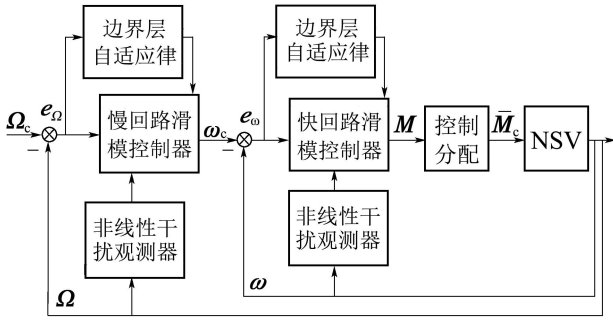 边界层
自适应律
边界层
自适应律
Ω_c
e_Ω
−
慢回路滑
模控制器
ω_c
e_ω
−
快回路滑
模控制器
M
控制
分配
M̄_c
NSV
非线性干
扰观测器
非线性干
扰观测器
Ω
ω